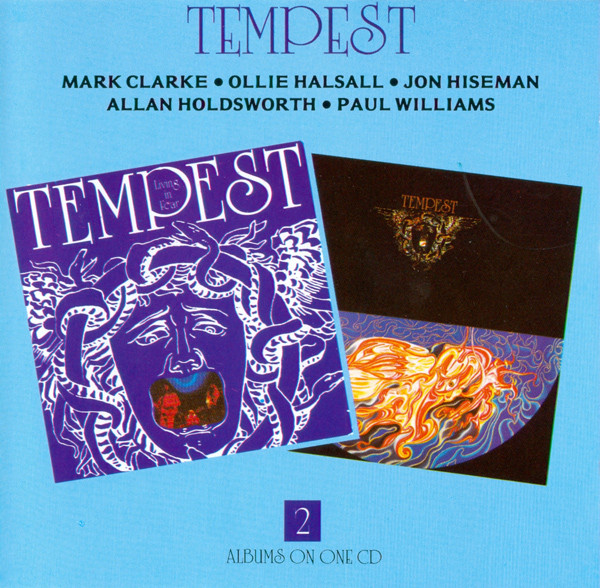 TEMPEST
MARK CLARKE • OLLIE HALSALL • JON HISEMAN
ALLAN HOLDSWORTH • PAUL WILLIAMS
TEMPEST
Living
in
Fear
TEMPEST
2
ALBUMS ON ONE CD